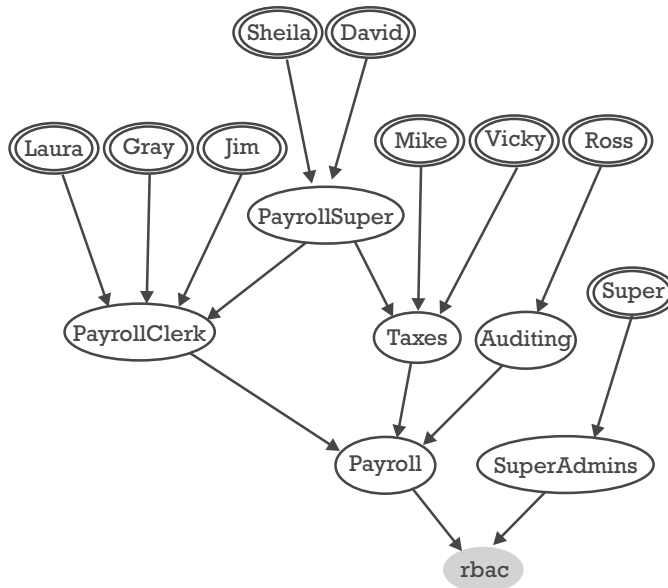 Sheila
David
Laura
Gray
Jim
Mike
Vicky
Ross
PayrollSuper
Super
PayrollClerk
Taxes
Auditing
Payroll
SuperAdmins
rbac